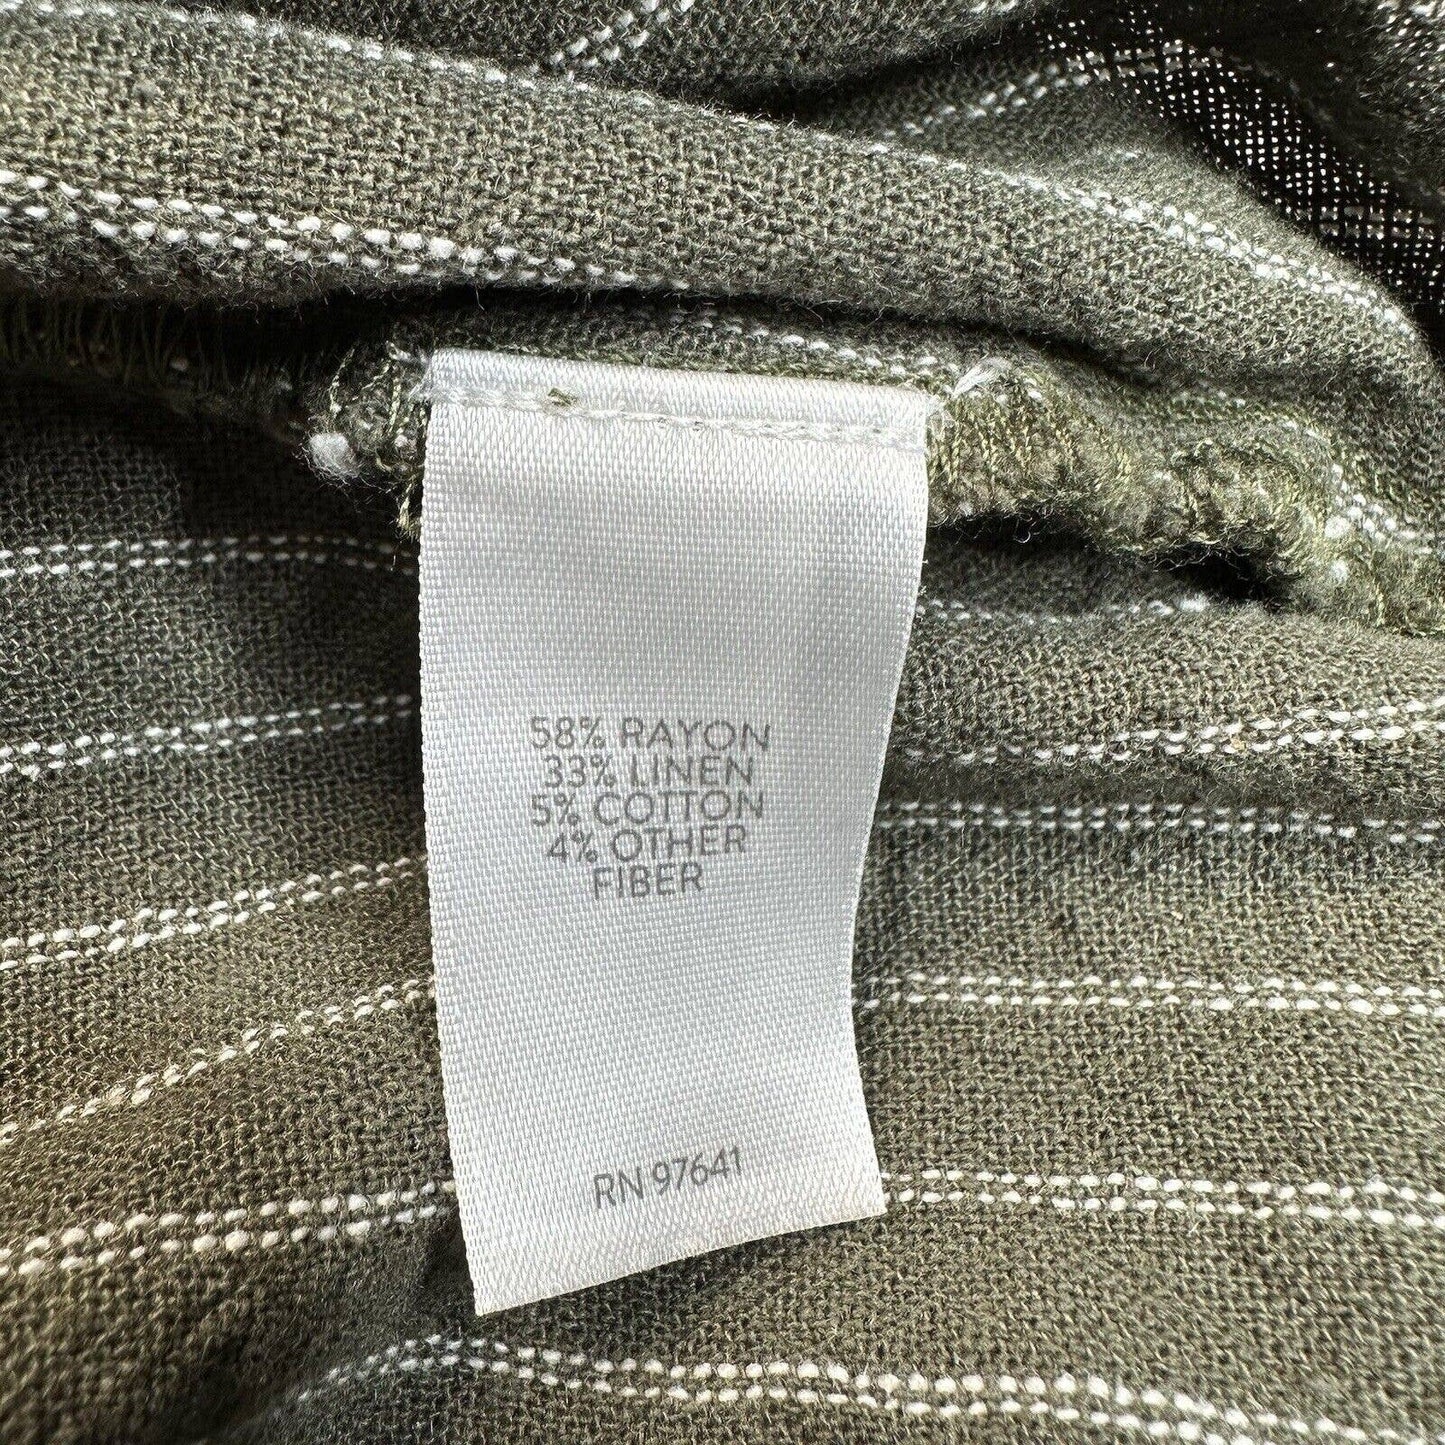 58% RAYON
33% LINEN
5% COTTON
4% OTHER
FIBER
RN 97641